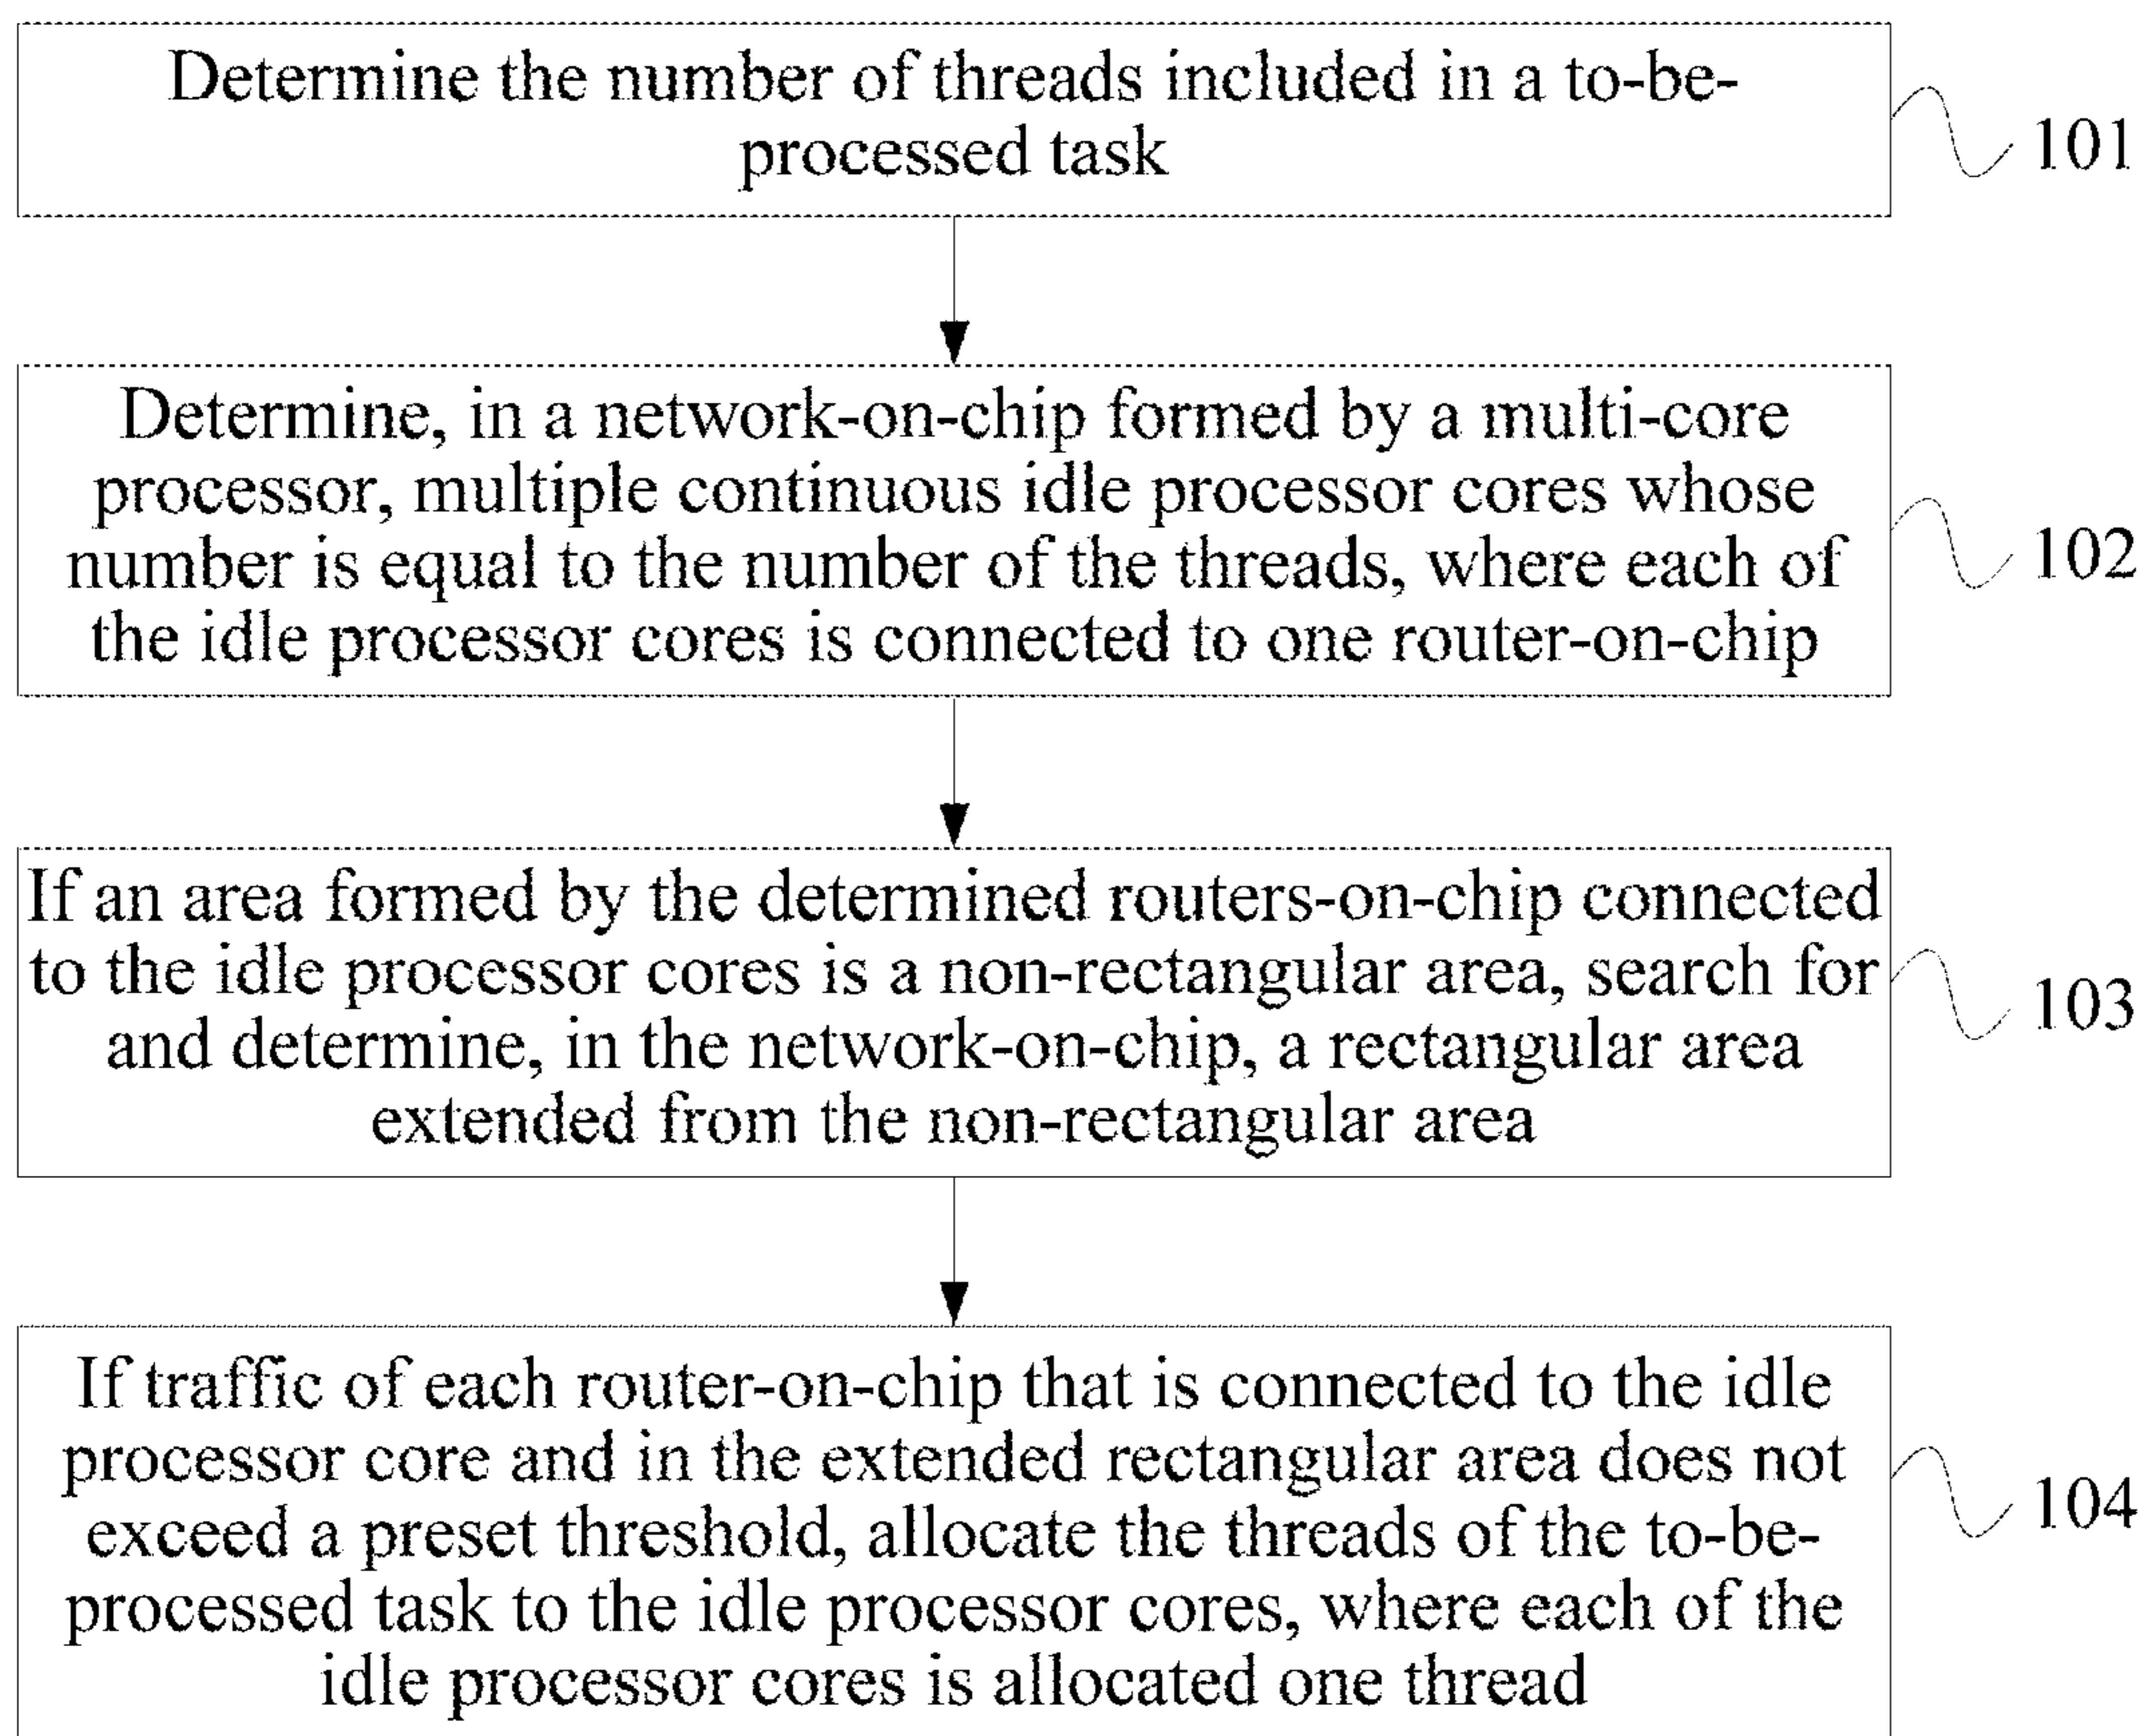 Determine the number of threads included in a to-be-
processed task
101
Determine, in a network-on-chip formed by a multi-core
processor, multiple continuous idle processor cores whose
number is equal to the number of the threads, where each of
the idle processor cores is connected to one router-on-chip
102
If an area formed by the determined routers-on-chip connected
to the idle processor cores is a non-rectangular area, search for
and determine, in the network-on-chip, a rectangular area
extended from the non-rectangular area
103
If traffic of each router-on-chip that is connected to the idle
processor core and in the extended rectangular area does not
exceed a preset threshold, allocate the threads of the to-be-
processed task to the idle processor cores, where each of the
idle processor cores is allocated one thread
104